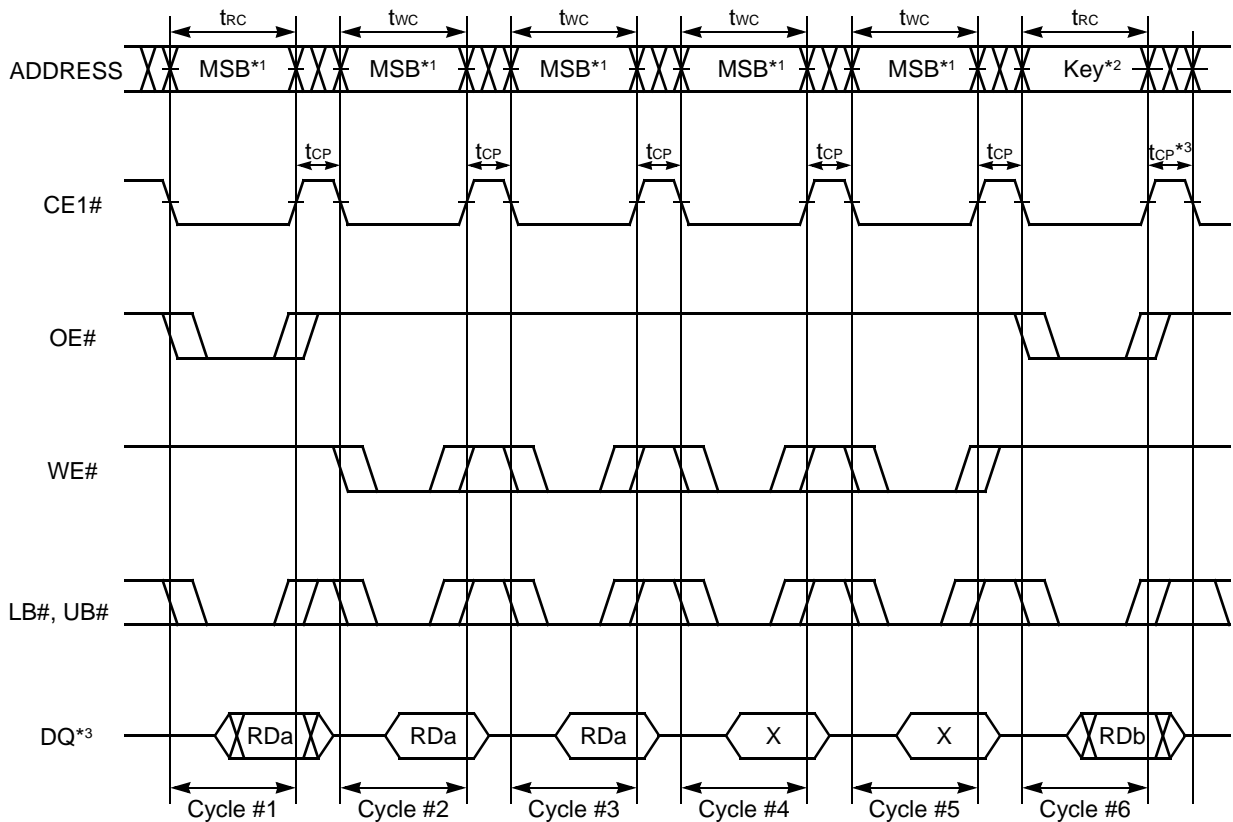 tRC tWC tWC tWC tWC tRC
ADDRESS MSB*1 MSB*1 MSB*1 MSB*1 MSB*1 Key*2
tCP tCP tCP tCP tCP tCP*3
CE1#
OE#
WE#
LB#, UB#
DQ*3 RDa RDa RDa X X RDb
Cycle #1 Cycle #2 Cycle #3 Cycle #4 Cycle #5 Cycle #6